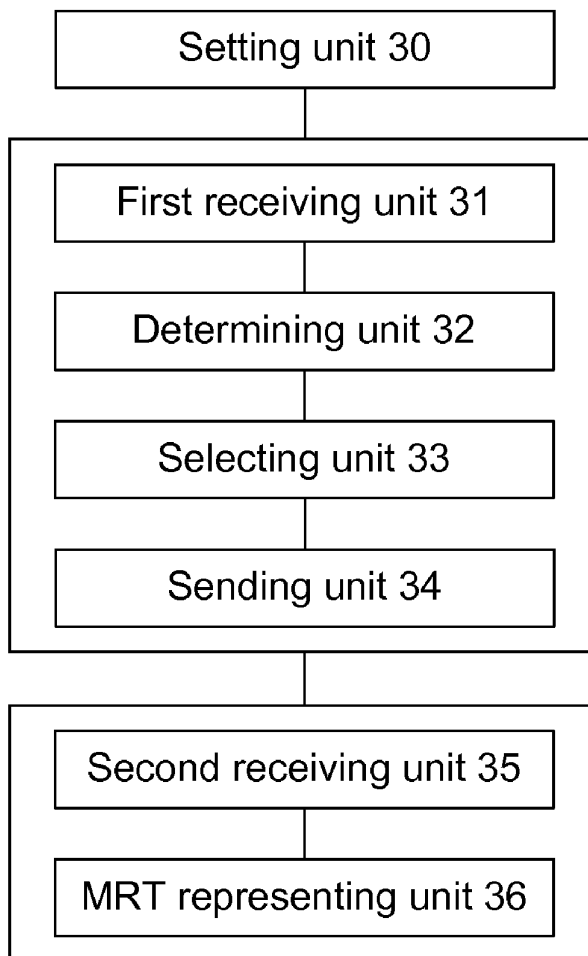 Setting unit 30
First receiving unit 31
Determining unit 32
Selecting unit 33
Sending unit 34
Second receiving unit 35
MRT representing unit 36